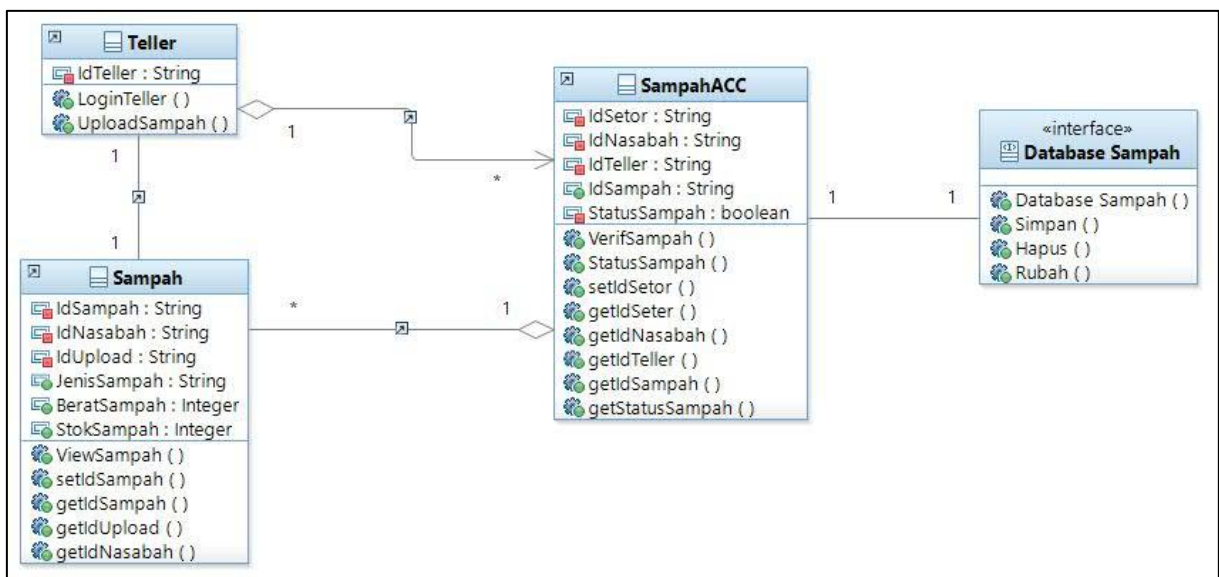 Teller
IdTeller : String
LoginTeller ( )
UploadSampah ( )
1
*
1
1
Sampah
IdSampah : String
IdNasabah : String
IdUpload : String
JenisSampah : String
BeratSampah : Integer
StokSampah : Integer
ViewSampah ( )
setIdSampah ( )
getIdSampah ( )
getIdUpload ( )
getIdNasabah ( )
*
1
SampahACC
IdSetor : String
IdNasabah : String
IdTeller : String
IdSampah : String
StatusSampah : boolean
VerifSampah ( )
StatusSampah ( )
setIdSetor ( )
getIdSeter ( )
getIdNasabah ( )
getIdTeller ( )
getIdSampah ( )
getStatusSampah ( )
1
1
«interface»
Database Sampah
Database Sampah ( )
Simpan ( )
Hapus ( )
Rubah ( )